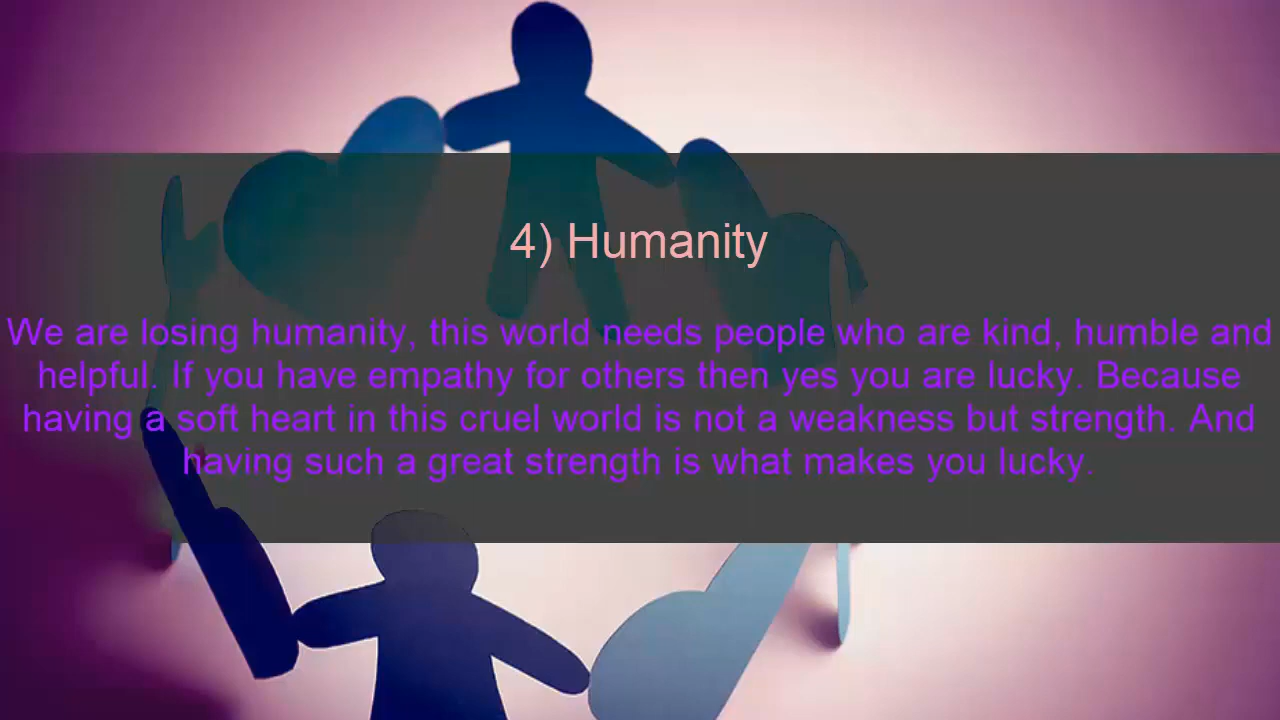 4) Humanity
We are losing humanity, this world needs people who are kind, humble and
helpful. If you have empathy for others then yes you are lucky. Because
having a soft heart in this cruel world is not a weakness but strength. And
having such a great strength is what makes you lucky.